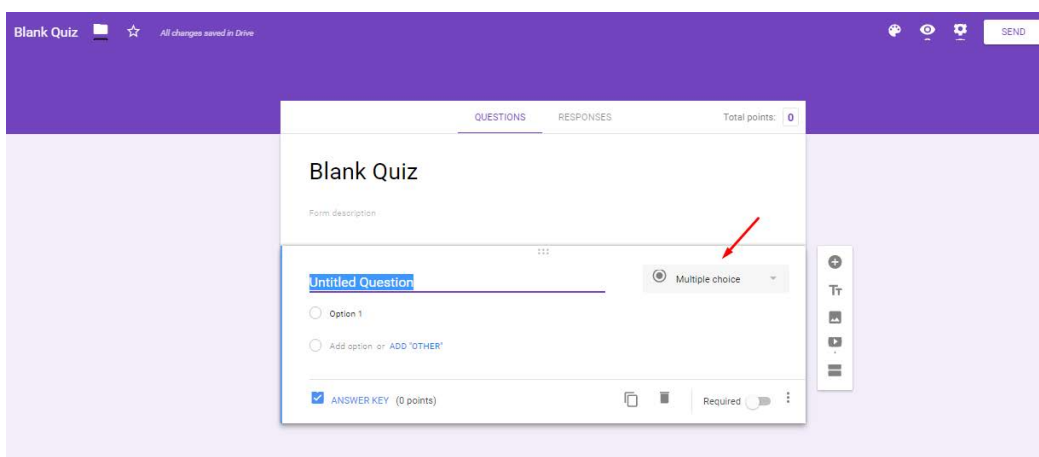 Blank Quiz All changes saved in Drive SEND
QUESTIONS RESPONSES Total points: 0
Blank Quiz
Form description
Untitled Question Multiple choice
Option 1
Add option or ADD "OTHER"
ANSWER KEY (0 points) Required
Tт